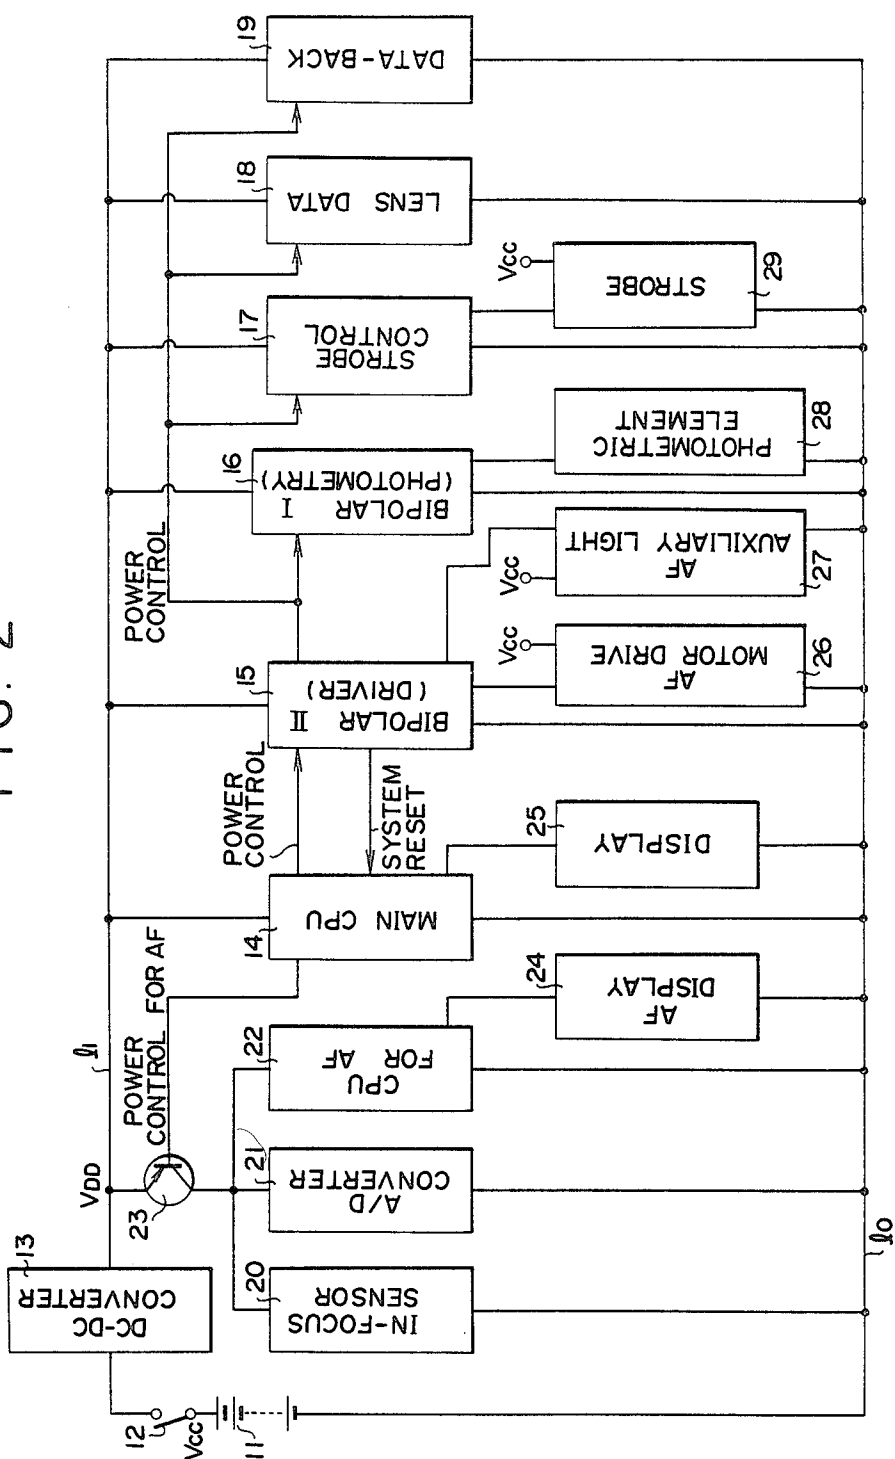 FIG. 2
DC-DC
CONVERTER
13
12
Vcc
11
VDD
ℓ1
23
POWER
CONTROL FOR AF
IN-FOCUS
SENSOR
20
A/D
CONVERTER
21
CPU
FOR AF
22
AF
DISPLAY
24
MAIN CPU
14
DISPLAY
25
POWER
CONTROL
SYSTEM
RESET
BIPOLAR II
(DRIVER)
15
POWER
CONTROL
AF
MOTOR DRIVE
26
Vcc
AF
AUXILIARY LIGHT
27
Vcc
BIPOLAR I
(PHOTOMETRY)
16
PHOTOMETRIC
ELEMENT
28
STROBE
CONTROL
17
STROBE
29
Vcc
LENS DATA
18
DATA-BACK
19
ℓ0